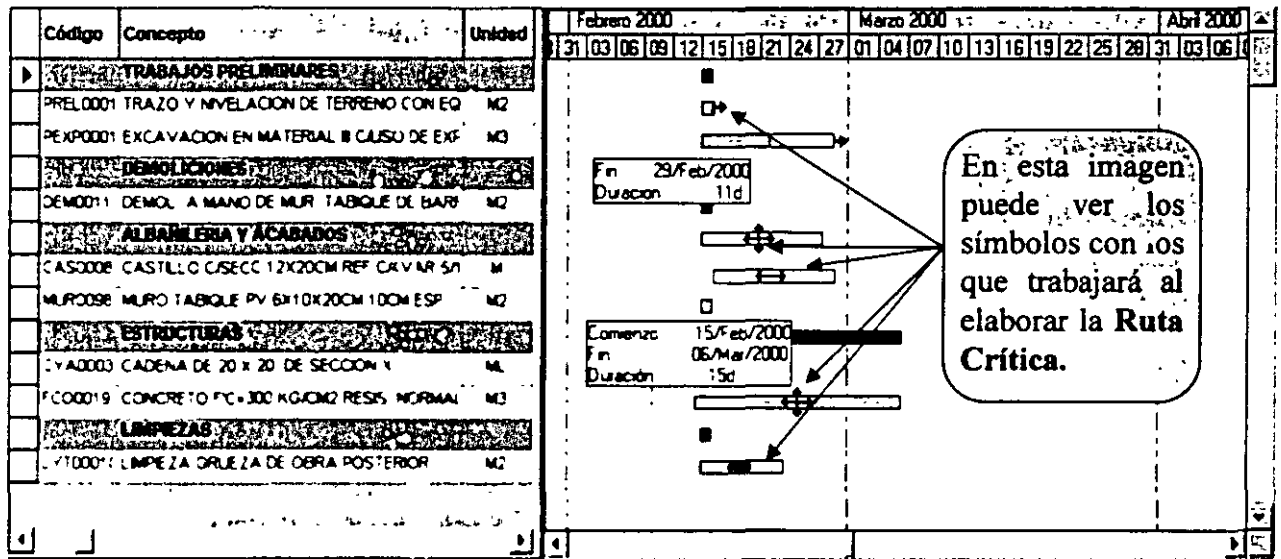 Código Concepto Unidad
TRABAJOS PRELIMINARES
PREL0001 TRAZO Y NIVELACION DE TERRENO CON EQ M2
PEXP0001 EXCAVACION EN MATERIAL III C/USO DE EXP M3
DEMOLICIONES
DEM0011 DEMOL A MANO DE MUR TABIQUE DE BARR M2
ALBAÑILERIA Y ACABADOS
CAS0008 CASTILLO C/SECC 12X20CM REF M
MUR0098 MURO TABIQUE PV 6X10X20CM 10CM ESP M2
ESTRUCTURAS
CADENA DE 20 X 20 DE SECCION Y ML
FCO0019 CONCRETO F'C=300 KG/CM2 RESIS NORMAL M3
LIMPIEZAS
LIMPIEZA GRUEZA DE OBRA POSTERIOR M2
Febrero 2000 Marzo 2000 Abril 2000
31 03 06 09 12 15 18 21 24 27 01 04 07 10 13 16 19 22 25 28 31 03 06
Fin 29/Feb/2000
Duración 11d
Comienzo 15/Feb/2000
Fin 06/Mar/2000
Duración 15d
En esta imagen
puede ver los
símbolos con los
que trabajará al
elaborar la Ruta
Crítica.